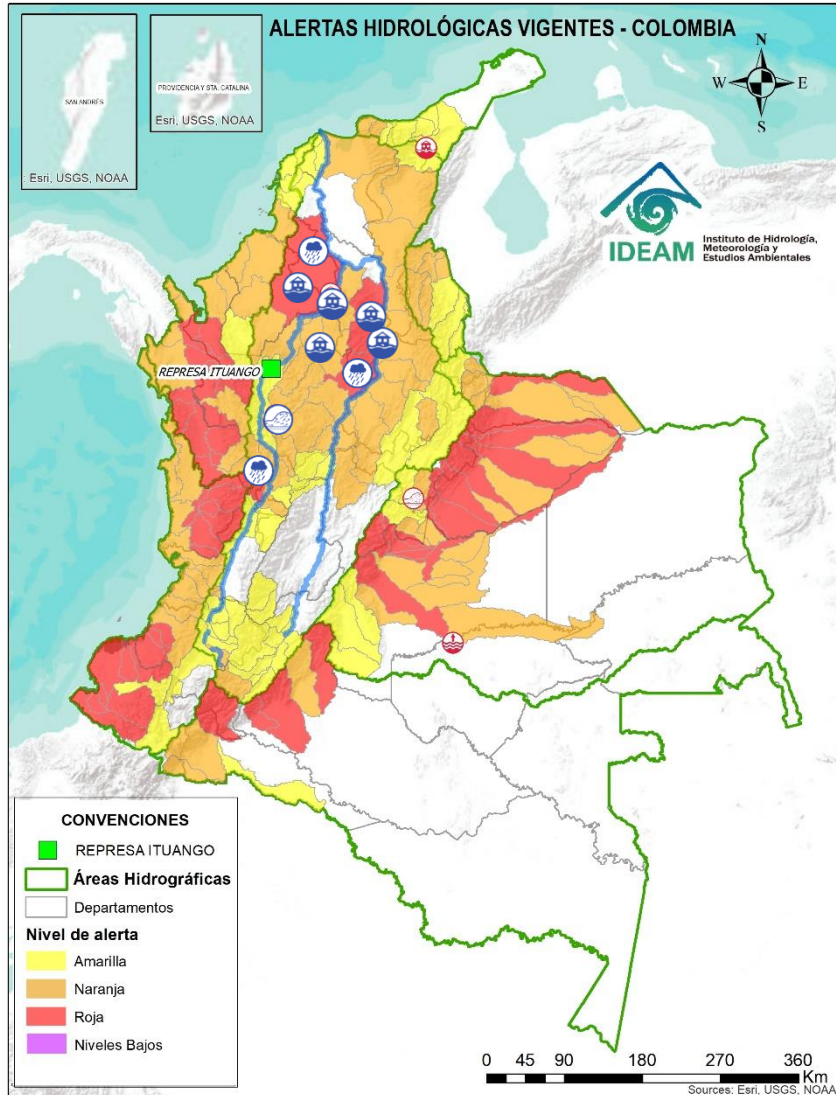 ALERTAS HIDROLÓGICAS VIGENTES - COLOMBIA
SAN ANDRÉS
Esri, USGS, NOAA
PROVIDENCIA Y STA. CATALINA
Esri, USGS, NOAA
N
W E
S
IDEAM
Instituto de Hidrología,
Meteorología y
Estudios Ambientales
REPRESA ITUANGO
CONVENCIONES
REPRESA ITUANGO
Áreas Hidrográficas
Departamentos
Nivel de alerta
Amarilla
Naranja
Roja
Niveles Bajos
0 45 90 180 270 360
Km
Sources: Esri, USGS, NOAA